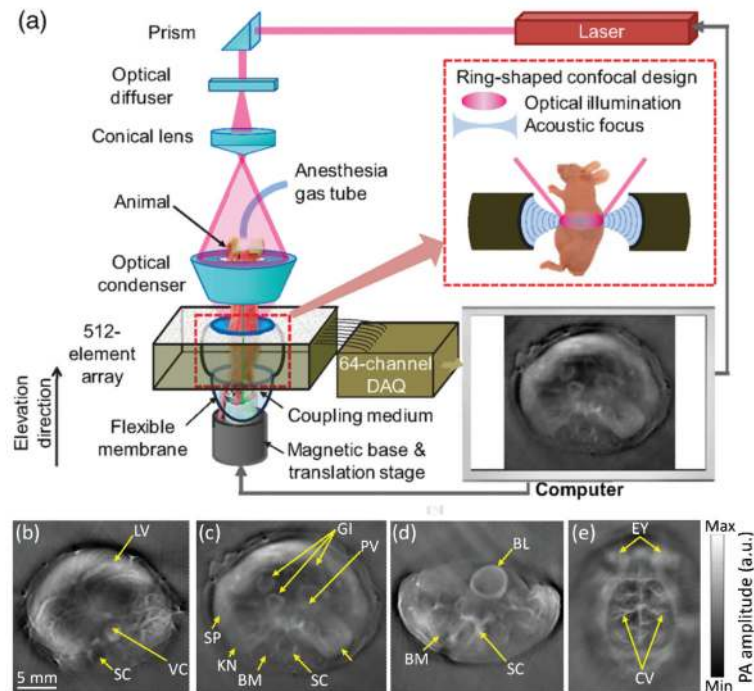 (a)
Prism
Laser
Optical
diffuser
Ring-shaped confocal design
Optical illumination
Acoustic focus
Conical lens
Anesthesia
gas tube
Animal
Optical
condenser
512-
element
array
64-channel
DAQ
Elevation
direction
Flexible
membrane
Coupling medium
Magnetic base &
translation stage
Computer
(b)
LV
SC
VC
5 mm
(c)
GI
PV
SP
KN
BM
SC
(d)
BL
BM
SC
(e)
EY
CV
Max
PA amplitude (a.u.)
Min